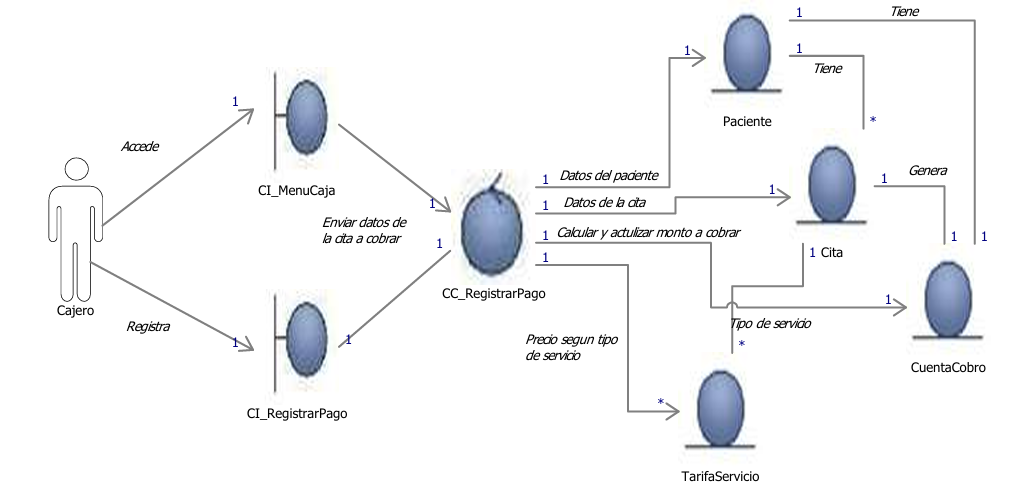 1
Tiene
1
1
Tiene
Paciente
*
1
Accede
CI_MenuCaja
1
Datos del paciente
1
Genera
1
Enviar datos de
la cita a cobrar
1
1
Datos de la cita
1
1
Calcular y actulizar monto a cobrar
1
1
1
1
Cita
CC_RegistrarPago
Cajero
Registra
1
1
CI_RegistrarPago
Precio segun tipo
de servicio
Tipo de servicio
1
*
CuentaCobro
*
TarifaServicio